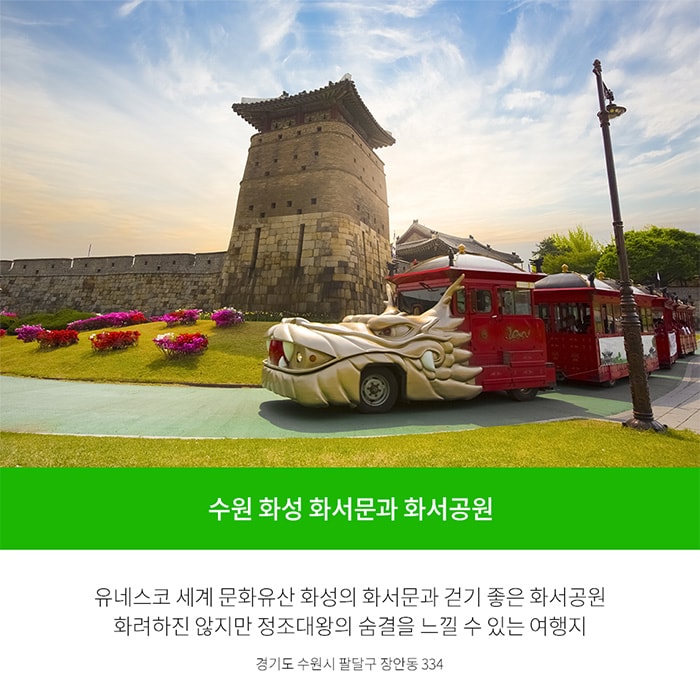 수원 화성 화서문과 화서공원
유네스코 세계 문화유산 화성의 화서문과 걷기 좋은 화서공원
화려하진 않지만 정조대왕의 숨결을 느낄 수 있는 여행지
경기도 수원시 팔달구 장안동 334